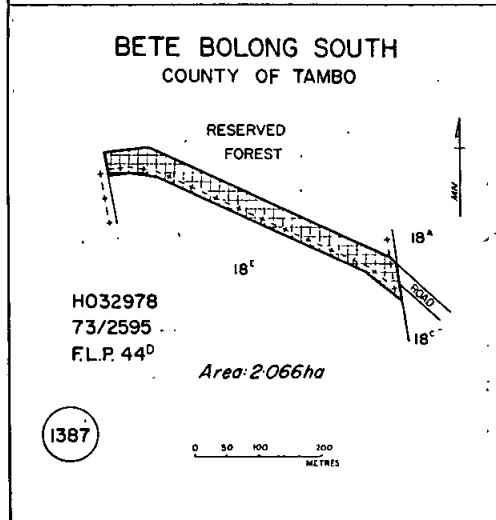 BETE BOLONG SOUTH
COUNTY OF TAMBO
RESERVED
FOREST
MN
18ᴬ
18ᴱ
ROAD
18ᶜ
HO32978
73/2595
F.L.P. 44ᴰ
Area: 2·066ha
1387
0 50 100 200
METRES